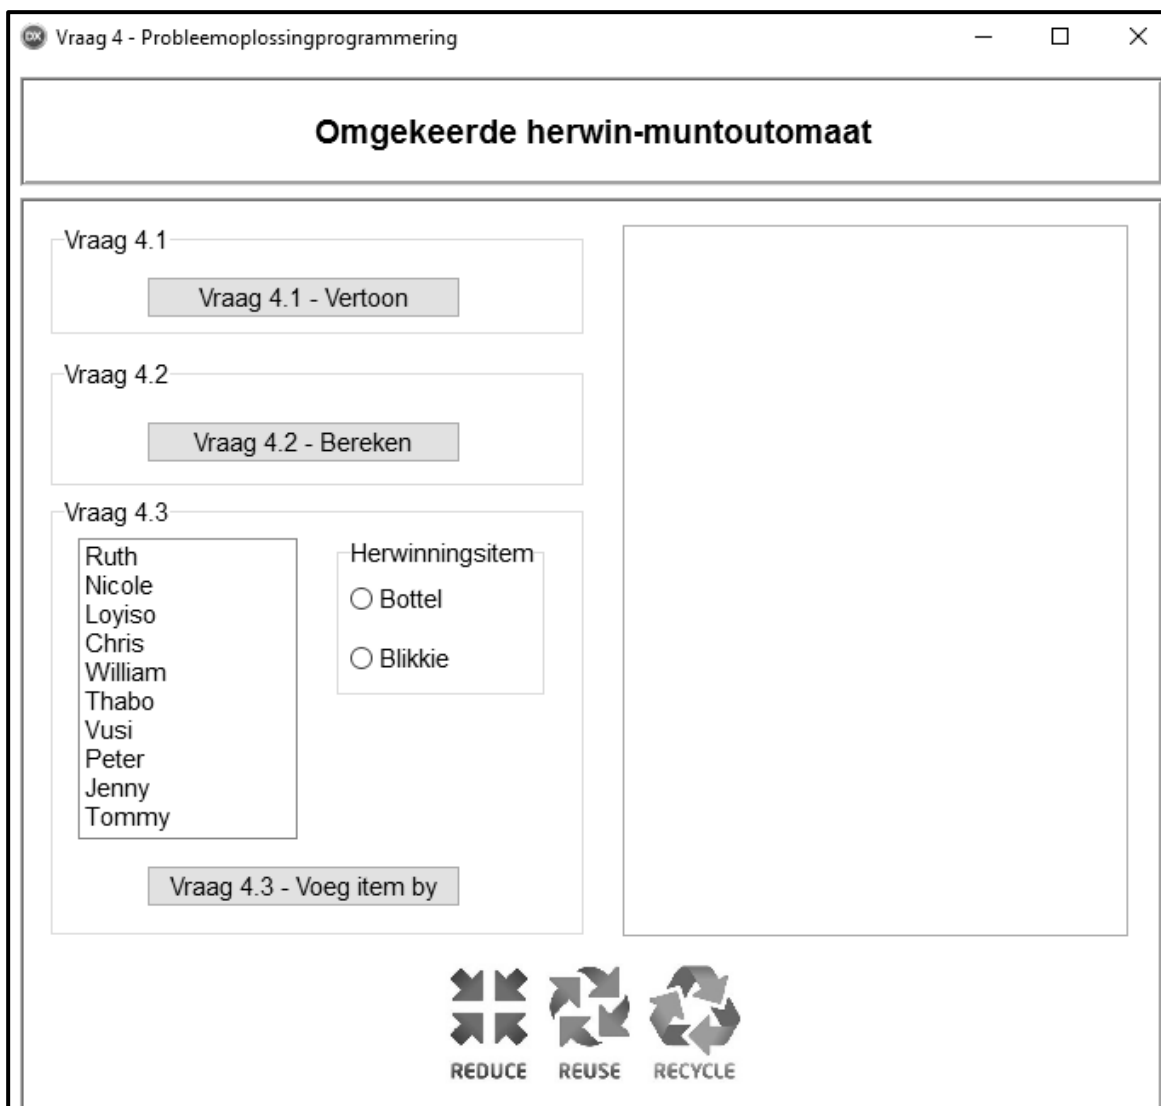 DX Vraag 4 - Probleemoplossingprogrammering
Omgekeerde herwin-muntoutomaat
Vraag 4.1
Vraag 4.1 - Vertoon
Vraag 4.2
Vraag 4.2 - Bereken
Vraag 4.3
Ruth
Nicole
Loyiso
Chris
William
Thabo
Vusi
Peter
Jenny
Tommy
Herwinningsitem
Bottel
Blikkie
Vraag 4.3 - Voeg item by
REDUCE REUSE RECYCLE